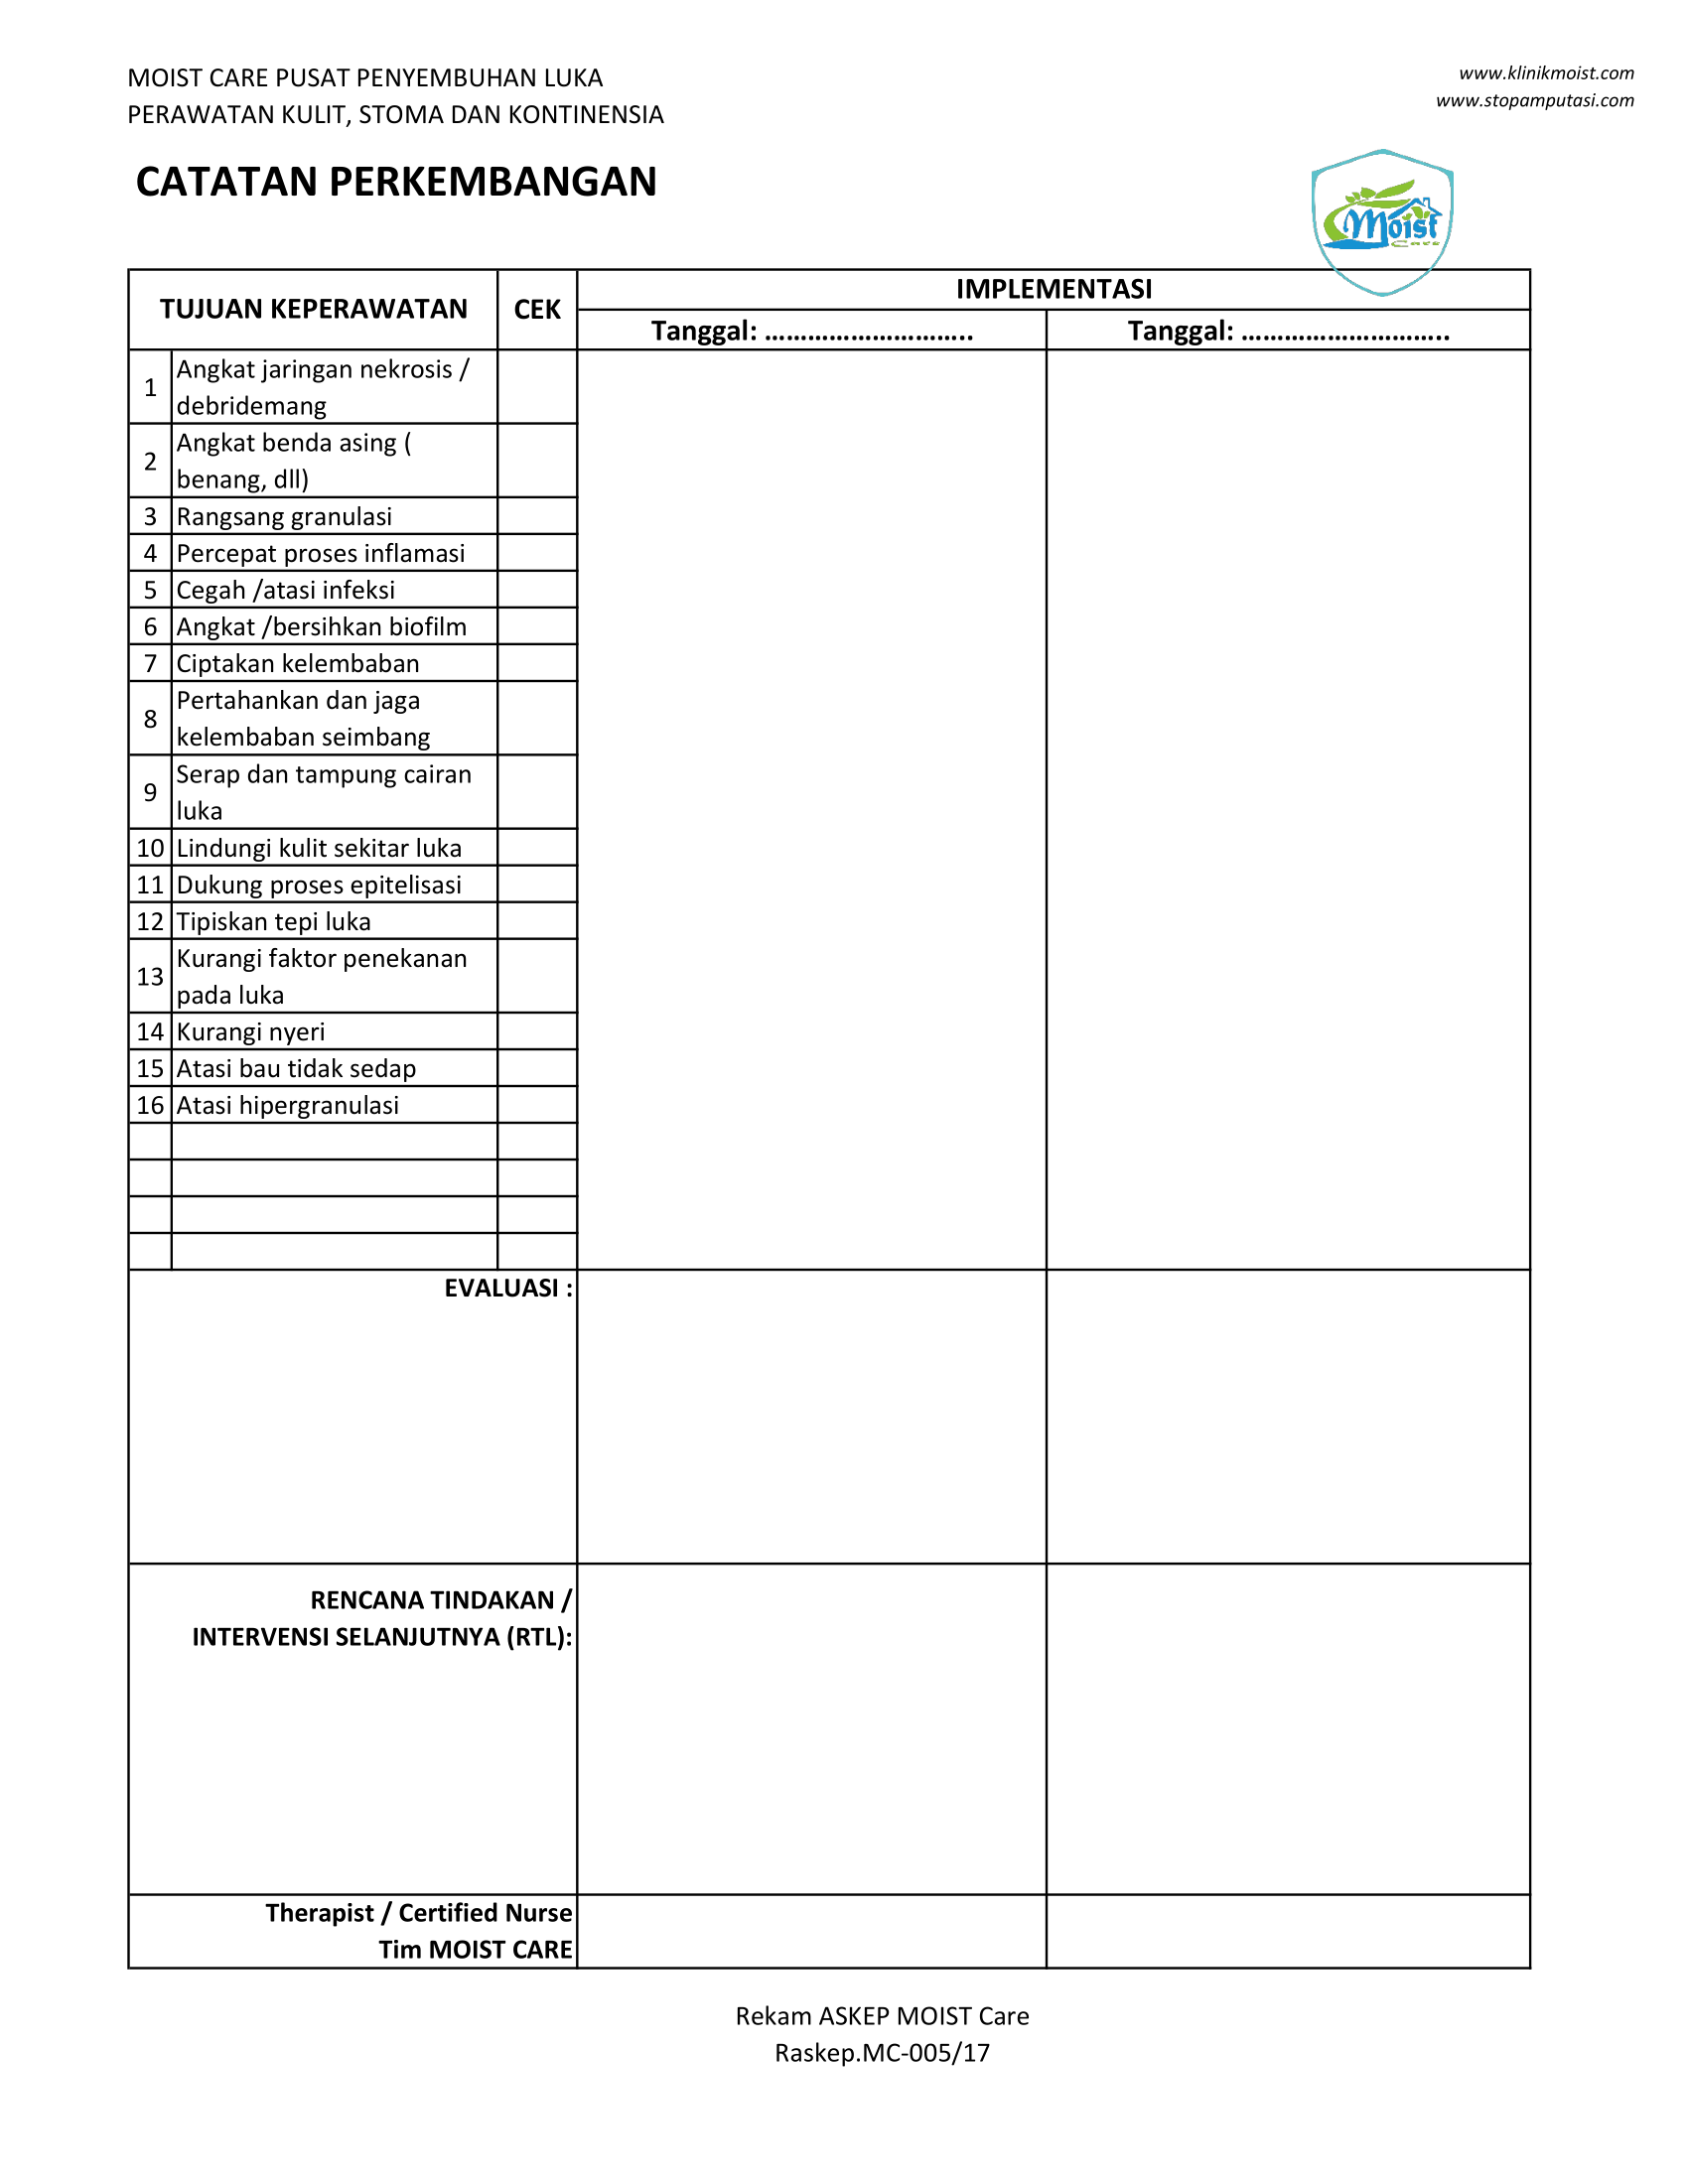 MOIST CARE PUSAT PENYEMBUHAN LUKA
PERAWATAN KULIT, STOMA DAN KONTINENSIA
www.klinikmoist.com
www.stopamputasi.com
CATATAN PERKEMBANGAN
Moist
Care
TUJUAN KEPERAWATAN CEK IMPLEMENTASI
Tanggal: ……………………….. Tanggal: ………………………..
1 Angkat jaringan nekrosis /
debridemang
2 Angkat benda asing (
benang, dll)
3 Rangsang granulasi
4 Percepat proses inflamasi
5 Cegah /atasi infeksi
6 Angkat /bersihkan biofilm
7 Ciptakan kelembaban
8 Pertahankan dan jaga
kelembaban seimbang
9 Serap dan tampung cairan
luka
10 Lindungi kulit sekitar luka
11 Dukung proses epitelisasi
12 Tipiskan tepi luka
13 Kurangi faktor penekanan
pada luka
14 Kurangi nyeri
15 Atasi bau tidak sedap
16 Atasi hipergranulasi
EVALUASI :
RENCANA TINDAKAN /
INTERVENSI SELANJUTNYA (RTL):
Therapist / Certified Nurse
Tim MOIST CARE
Rekam ASKEP MOIST Care
Raskep.MC-005/17